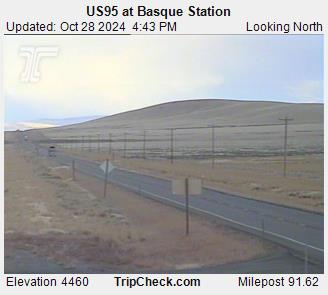 US95 at Basque Station
Updated: Oct 28 2024 4:43 PM Looking North
Elevation 4460 TripCheck.com Milepost 91.62